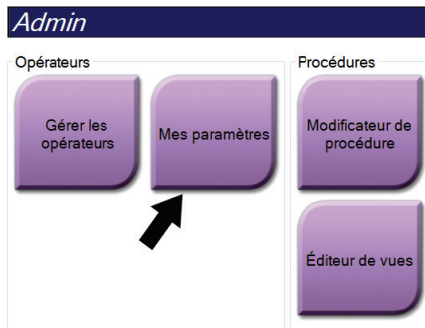 Admin
Opérateurs
Gérer les
opérateurs
Mes paramètres
Procédures
Modificateur de
procédure
Éditeur de vues